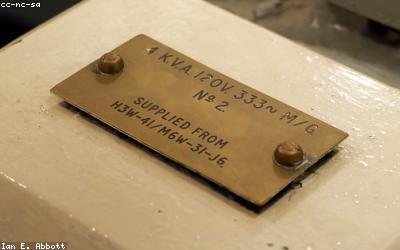 cc-nc-sa
4 KVA. 120V. 333~ M/G.
No. 2
SUPPLIED FROM
H3W-41/M6W-31-J6.
Ian E. Abbott